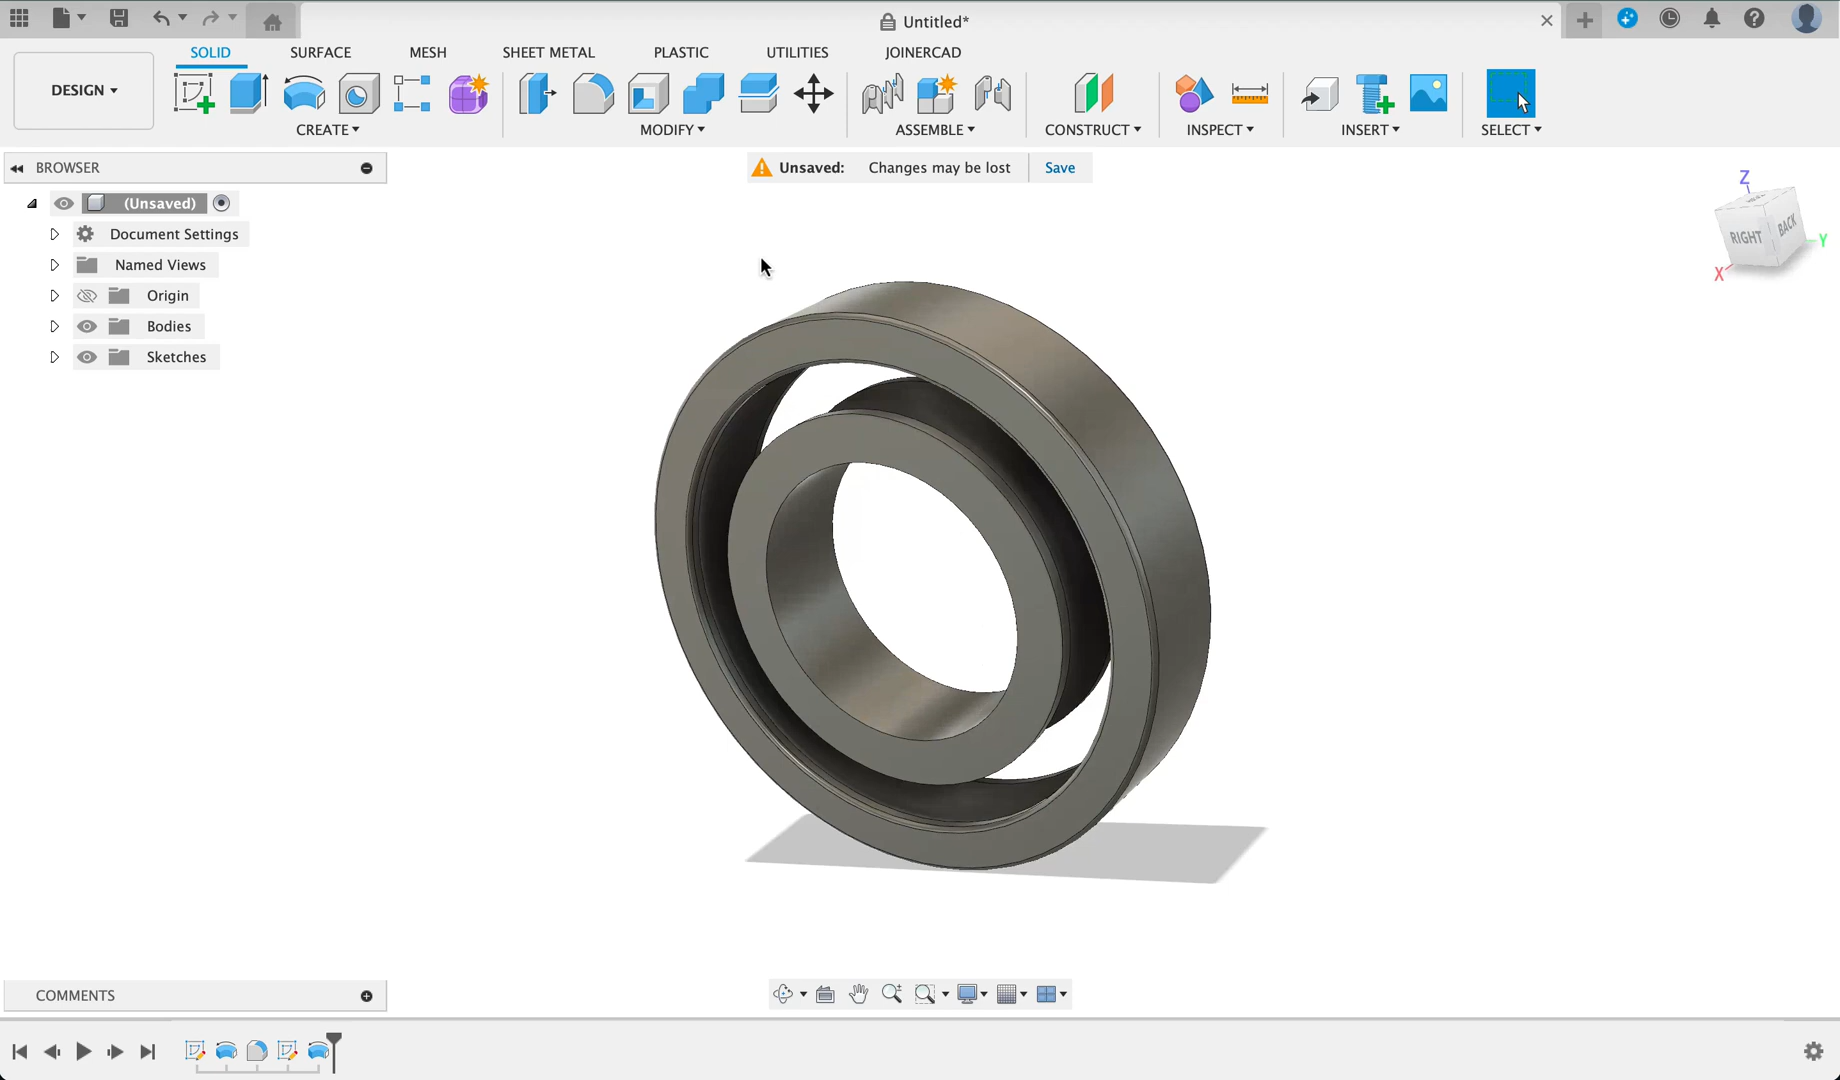 Untitled*
SOLID SURFACE MESH SHEET METAL PLASTIC UTILITIES JOINERCAD
DESIGN
CREATE MODIFY ASSEMBLE CONSTRUCT INSPECT INSERT SELECT
BROWSER
Unsaved: Changes may be lost Save
(Unsaved)
Document Settings
Named Views
Origin
Bodies
Sketches
Z
RIGHT BACK
Y
X
COMMENTS